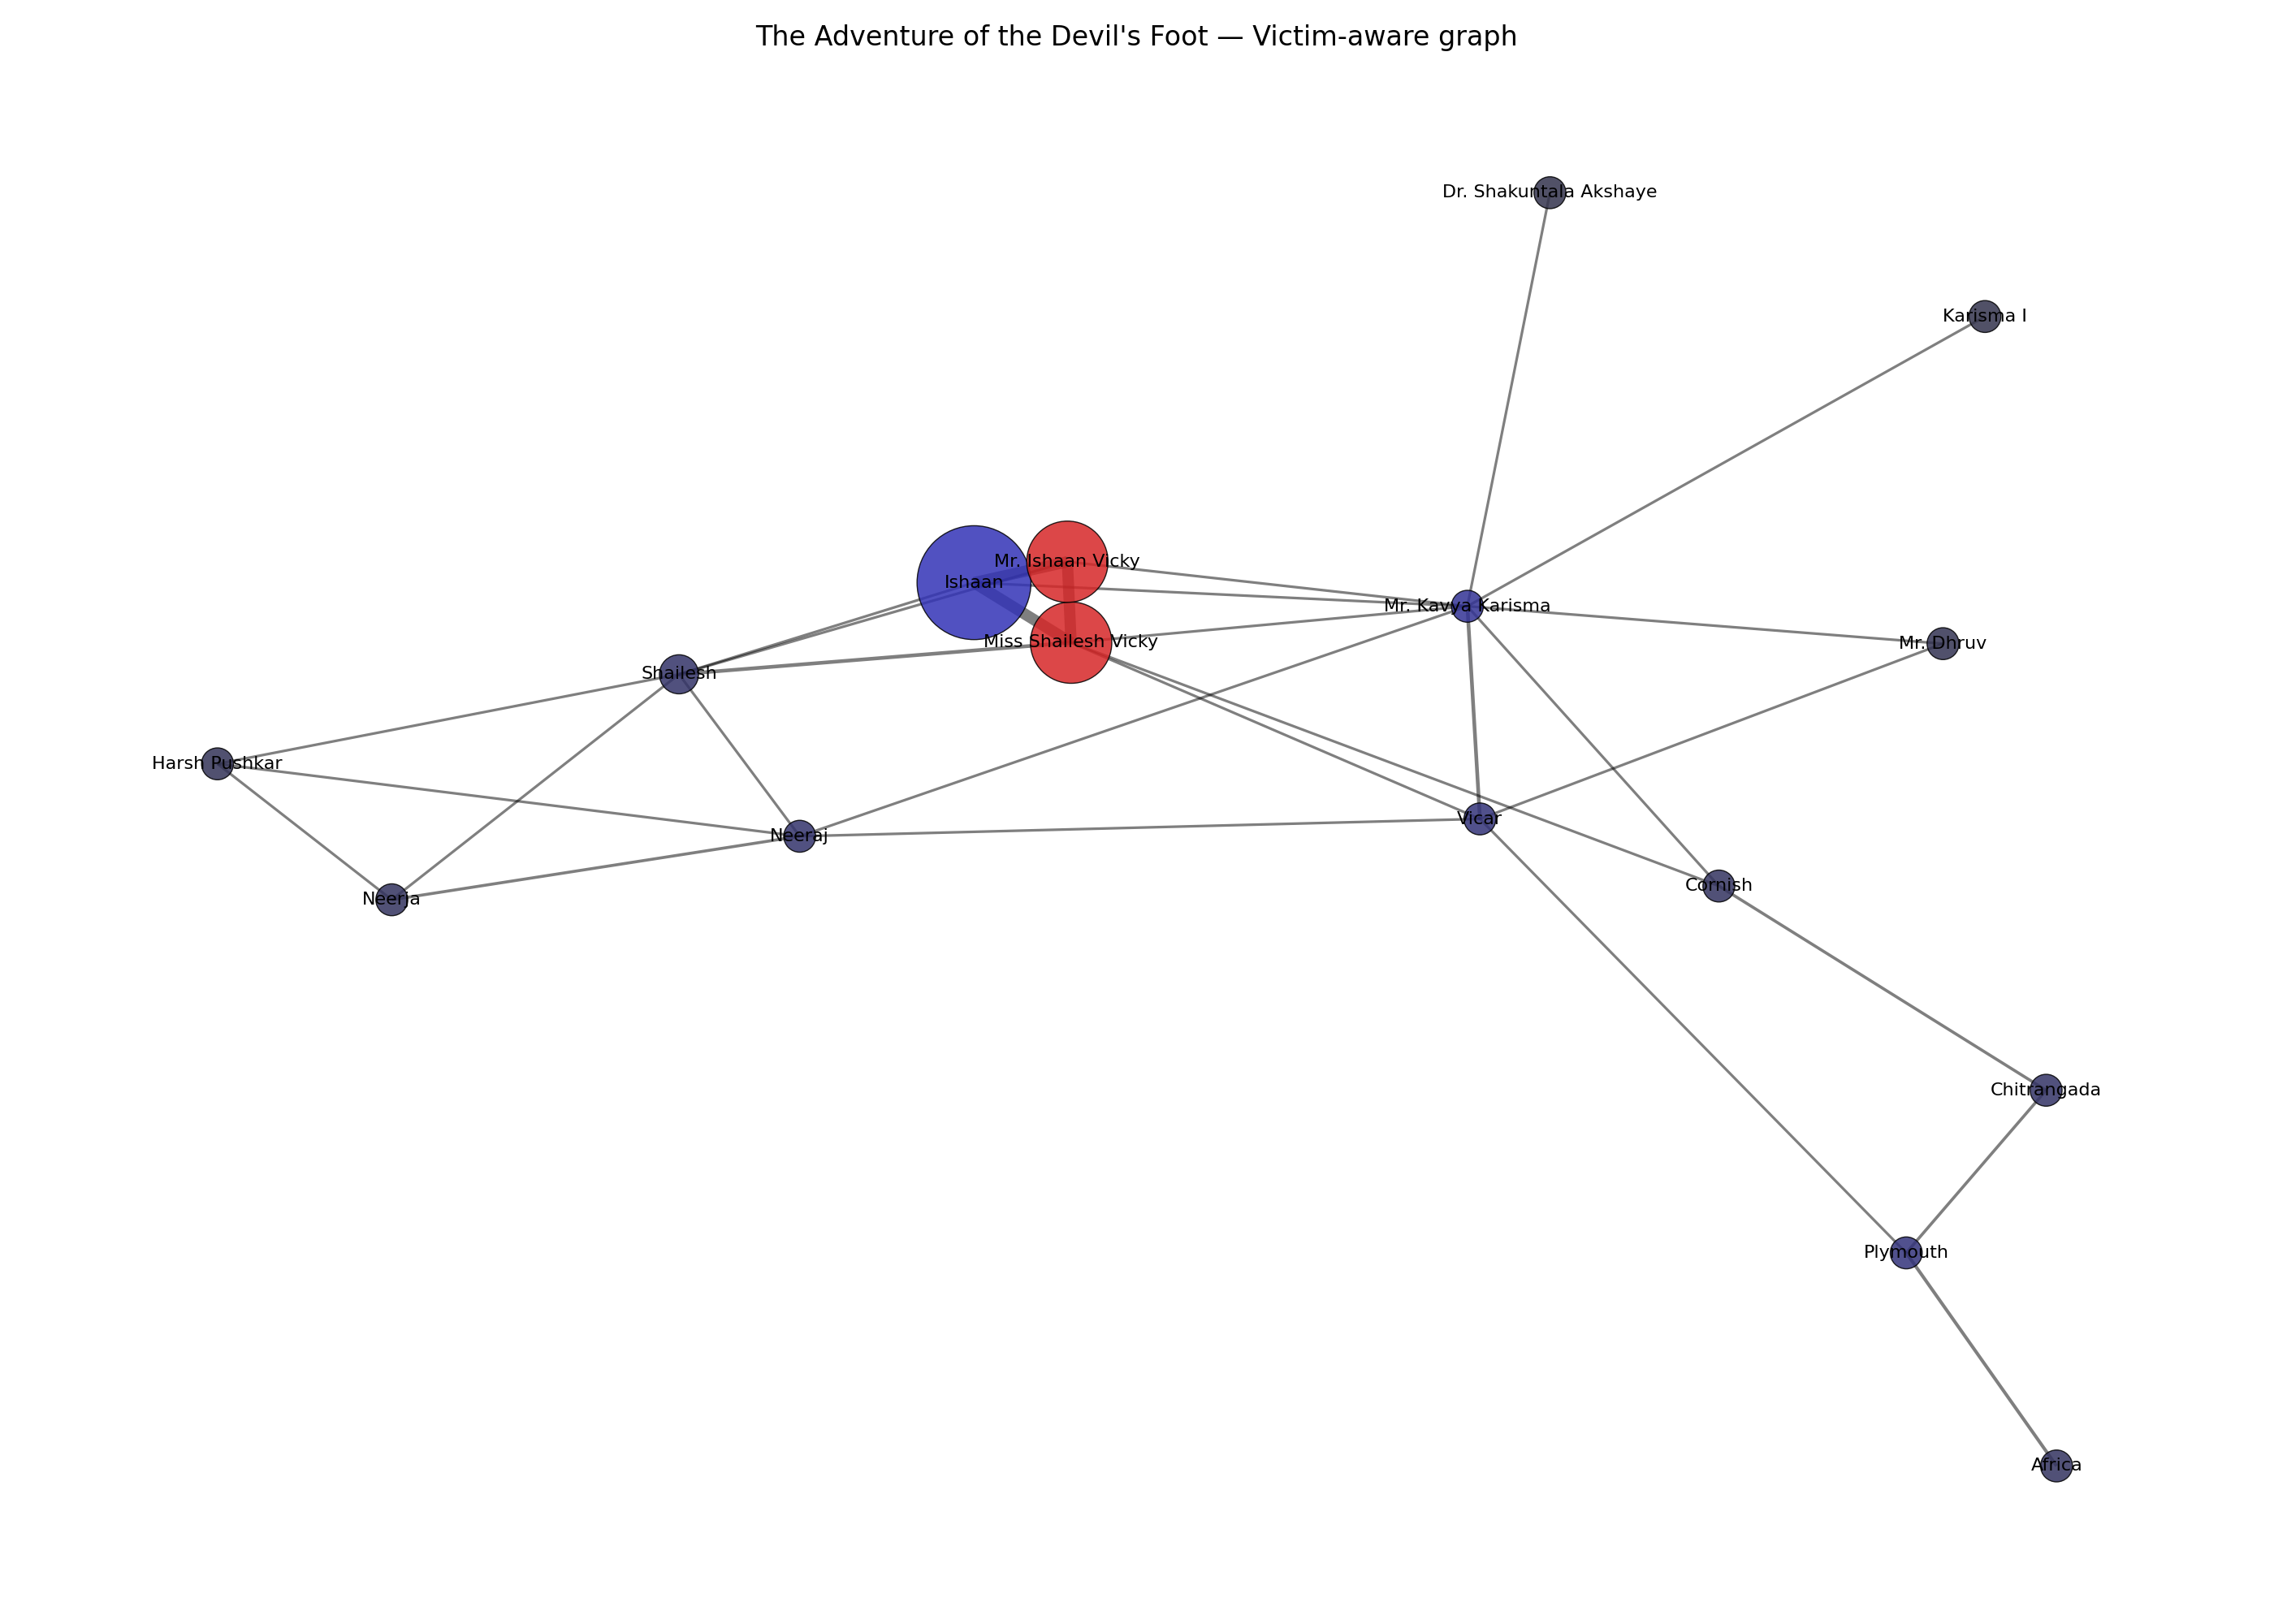 The Adventure of the Devil's Foot — Victim-aware graph
Dr. Shakuntala Akshaye
Karisma I
Mr. Ishaan Vicky
Ishaan
Mr. Kavya Karisma
Miss Shailesh Vicky
Mr. Dhruv
Shailesh
Harsh Pushkar
Vicar
Neeraj
Cornish
Neerja
Chitrangada
Plymouth
Africa